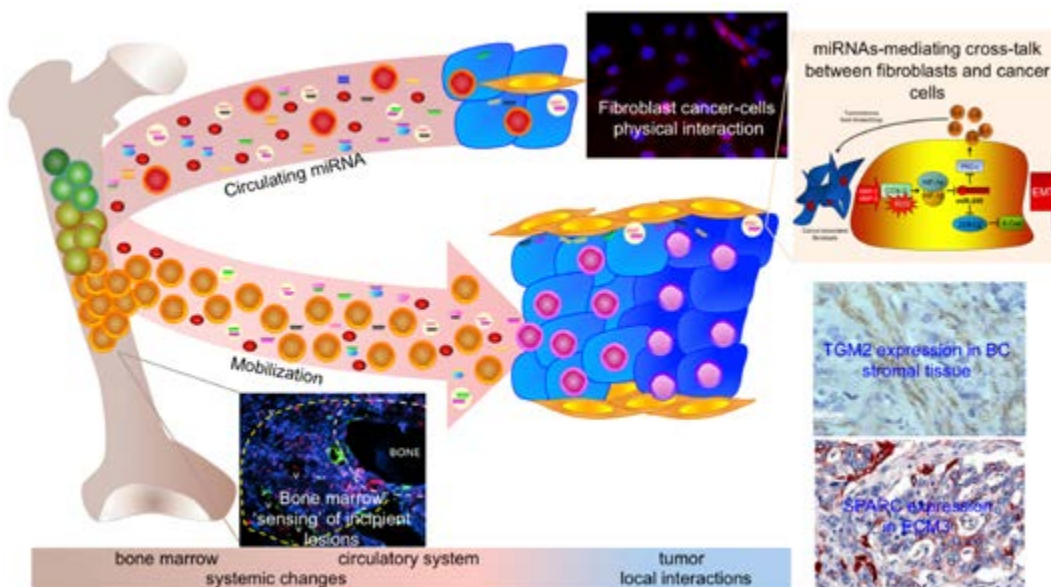 miRNAs-mediating cross-talk
between fibroblasts and cancer
cells
Fibroblast cancer-cells
physical interaction
Circulating miRNA
EMT
Mobilization
TGM2 expression in BC
stromal tissue
BONE
Bone marrow
'sensing' of incipient
lesions
SPARC expression
in ECM3
bone marrow
circulatory system
tumor
systemic changes
local interactions